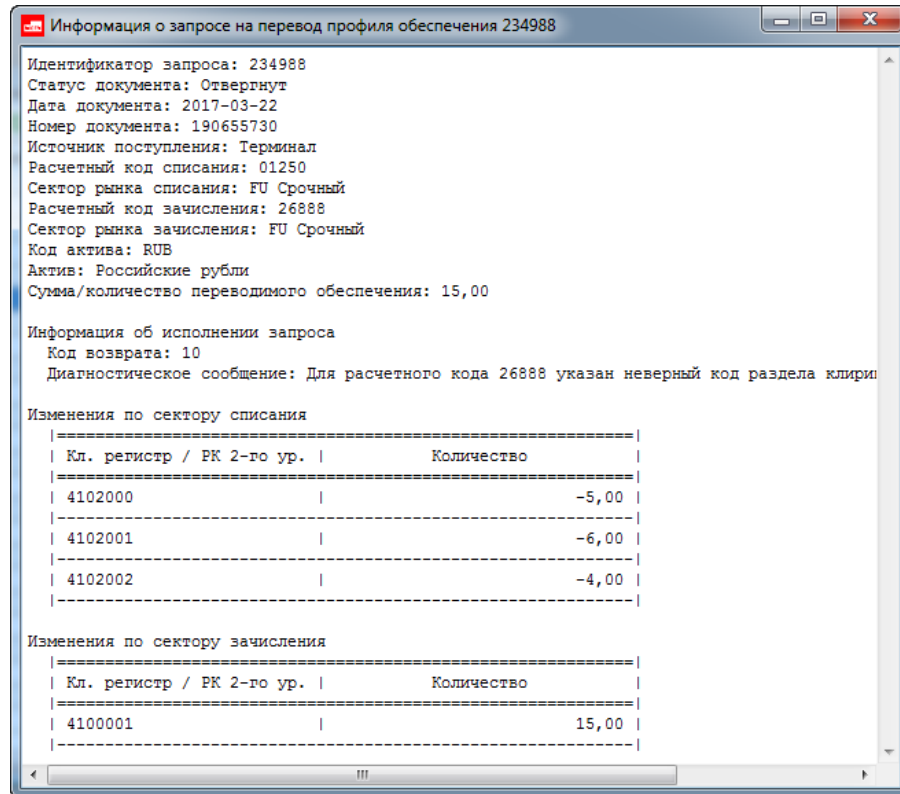 Информация о запросе на перевод профиля обеспечения 234988
Идентификатор запроса: 234988
Статус документа: Отвергнут
Дата документа: 2017-03-22
Номер документа: 190655730
Источник поступления: Терминал
Расчетный код списания: 01250
Сектор рынка списания: FU Срочный
Расчетный код зачисления: 26888
Сектор рынка зачисления: FU Срочный
Код актива: RUB
Актив: Российские рубли
Сумма/количество переводимого обеспечения: 15,00
Информация об исполнении запроса
Код возврата: 10
Диагностическое сообщение: Для расчетного кода 26888 указан неверный код раздела
Изменения по сектору списания
|===========================================================|
| Кл. регистр / РК 2-го ур. | Количество |
|===========================================================|
| 4102000 | -5,00 |
|-----------------------------------------------------------|
| 4102001 | -6,00 |
|-----------------------------------------------------------|
| 4102002 | -4,00 |
|-----------------------------------------------------------|
Изменения по сектору зачисления
|===========================================================|
| Кл. регистр / РК 2-го ур. | Количество |
|===========================================================|
| 4100001 | 15,00 |
|-----------------------------------------------------------|